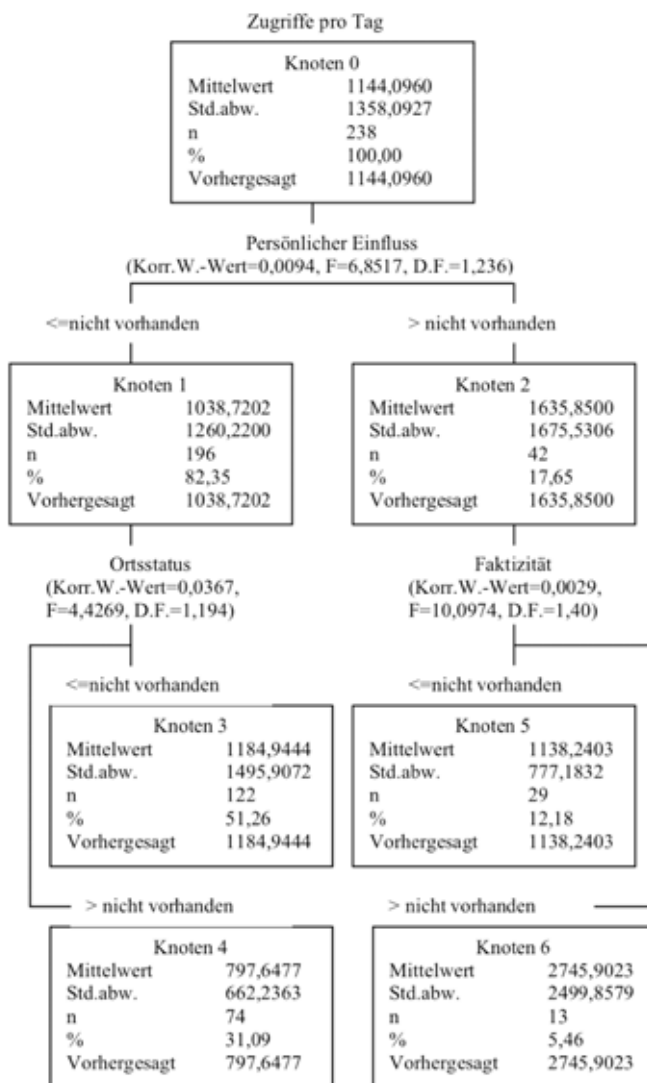 Zugriffe pro Tag
Knoten 0
Mittelwert 1144,0960
Std.abw. 1358,0927
n 238
% 100,00
Vorhergesagt 1144,0960
Persönlicher Einfluss
(Korr.W.-Wert=0,0094, F=6,8517, D.F.=1,236)
<=nicht vorhanden
> nicht vorhanden
Knoten 1
Mittelwert 1038,7202
Std.abw. 1260,2200
n 196
% 82,35
Vorhergesagt 1038,7202
Knoten 2
Mittelwert 1635,8500
Std.abw. 1675,5306
n 42
% 17,65
Vorhergesagt 1635,8500
Ortsstatus
(Korr.W.-Wert=0,0367,
F=4,4269, D.F.=1,194)
Faktizität
(Korr.W.-Wert=0,0029,
F=10,0974, D.F.=1,40)
<=nicht vorhanden
<=nicht vorhanden
Knoten 3
Mittelwert 1184,9444
Std.abw. 1495,9072
n 122
% 51,26
Vorhergesagt 1184,9444
Knoten 5
Mittelwert 1138,2403
Std.abw. 777,1832
n 29
% 12,18
Vorhergesagt 1138,2403
> nicht vorhanden
> nicht vorhanden
Knoten 4
Mittelwert 797,6477
Std.abw. 662,2363
n 74
% 31,09
Vorhergesagt 797,6477
Knoten 6
Mittelwert 2745,9023
Std.abw. 2499,8579
n 13
% 5,46
Vorhergesagt 2745,9023